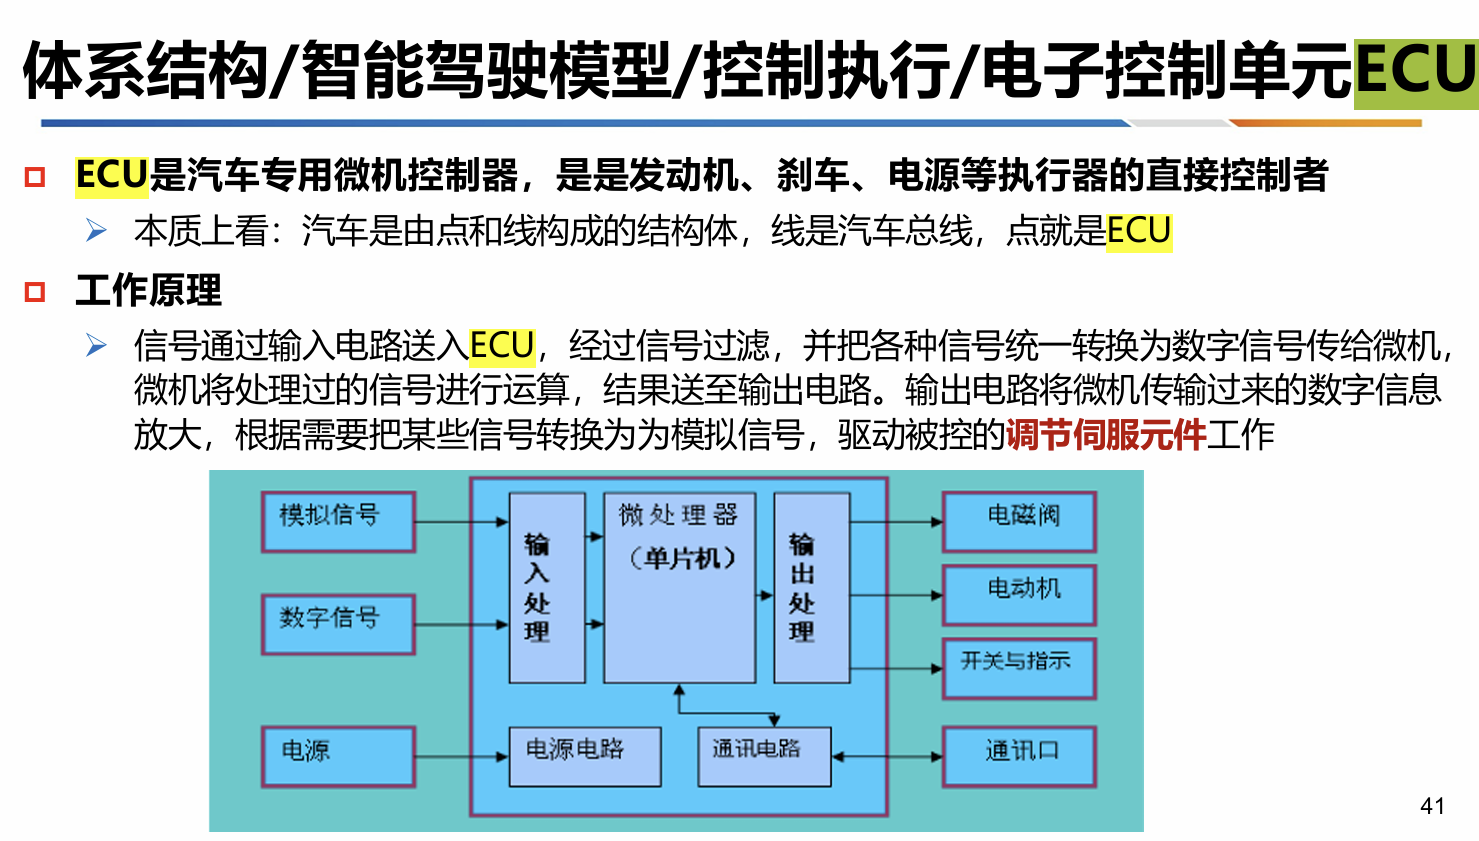 体系结构/智能驾驶模型/控制执行/电子控制单元ECU
ECU是汽车专用微机控制器，是是发动机、刹车、电源等执行器的直接控制者
本质上看：汽车是由点和线构成的结构体，线是汽车总线，点就是ECU
工作原理
信号通过输入电路送入ECU，经过信号过滤，并把各种信号统一转换为数字信号传给微机，
微机将处理过的信号进行运算，结果送至输出电路。输出电路将微机传输过来的数字信息
放大，根据需要把某些信号转换为为模拟信号，驱动被控的调节伺服元件工作
模拟信号
数字信号
电源
输入处理
微处理器
（单片机）
输出处理
电源电路
通讯电路
电磁阀
电动机
开关与指示
通讯口
41